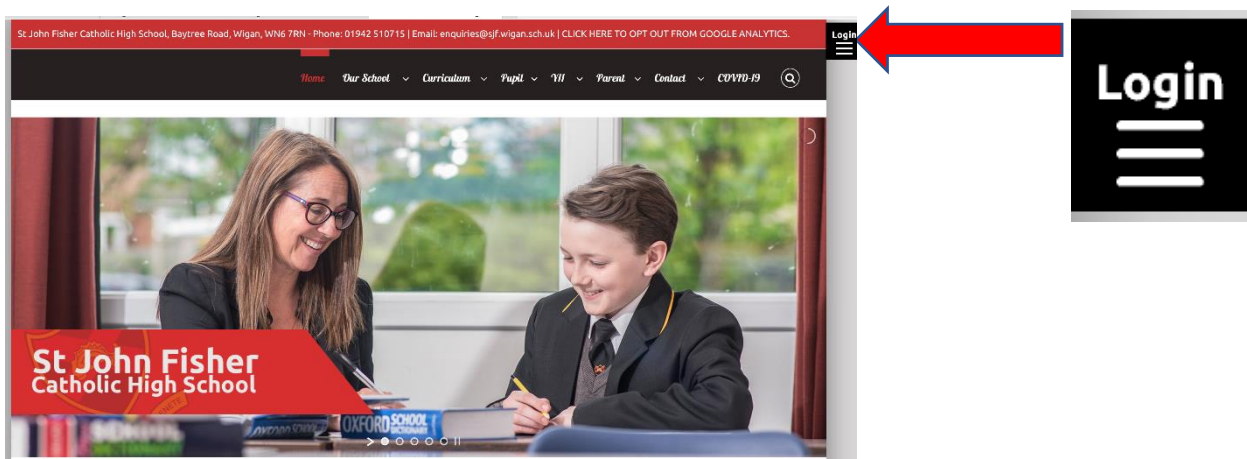 St John Fisher Catholic High School, Baytree Road, Wigan, WN6 7RN - Phone: 01942 510715 | Email: enquiries@sjf.wigan.sch.uk | CLICK HERE TO OPT OUT FROM GOOGLE ANALYTICS.
Login
Login
Home Our School Curriculum Pupil Y11 Parent Contact COVID-19
St John Fisher
Catholic High School
OXFORD SCHOOL
DICTIONARY